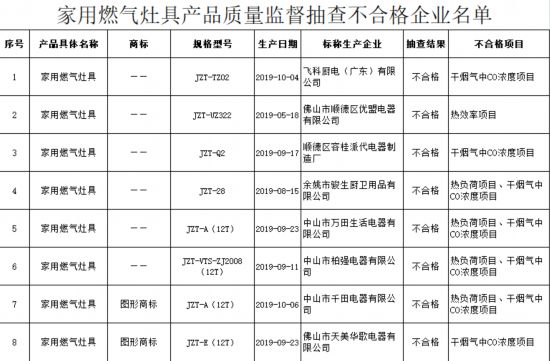 家用燃气灶具产品质量监督抽查不合格企业名单
序号 产品具体名称 商标 规格型号 生产日期 标称生产企业 抽查结果 不合格项目
1 家用燃气灶具 —— JZT-TZ02 2019-10-04 飞科厨电（广东）有限公司 不合格 干烟气中CO浓度项目
2 家用燃气灶具 —— JZT-UZ322 2019-05-18 佛山市顺德区优盟电器有限公司 不合格 热效率项目
3 家用燃气灶具 —— JZT-Q2 2019-09-17 顺德区容桂派代电器制造厂 不合格 干烟气中CO浓度项目
4 家用燃气灶具 —— JZT-28 2019-08-15 余姚市骏生厨卫用品有限公司 不合格 热负荷项目、干烟气中CO浓度项目
5 家用燃气灶具 —— JZT-A（12T） 2019-09-23 中山市万田生活电器有限公司 不合格 热负荷项目、干烟气中CO浓度项目
6 家用燃气灶具 —— JZT-VTS-ZJ2008（12T） 2019-09-11 中山市柏强电器有限公司 不合格 热负荷项目、干烟气中CO浓度项目
7 家用燃气灶具 图形商标 JZT-A（12T） 2019-10-06 中山市千田电器有限公司 不合格 热负荷项目、干烟气中CO浓度项目
8 家用燃气灶具 图形商标 JZT-E（12T） 2019-09-23 佛山市天美华歌电器有限公司 不合格 干烟气中CO浓度项目